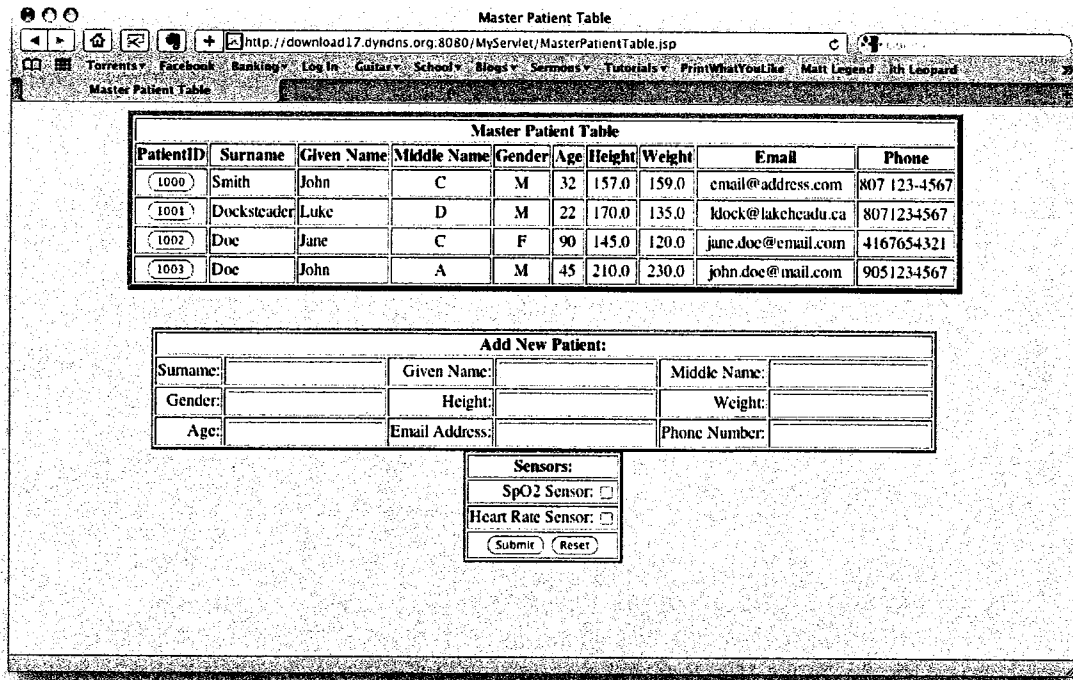 Master Patient Table
http://download17.dyndns.org:8080/MyServlet/MasterPatientTable.jsp
Torrents Facebook Banking Log In Guitar School Blogs Sermons Tutorials PrintWhatYouLike Matt Legend ith Leopard
Master Patient Table
Master Patient Table
PatientID Surname Given Name Middle Name Gender Age Height Weight Email Phone
1000 Smith John C M 32 157.0 159.0 email@address.com 807 123-4567
1001 Docksteader Luke D M 22 170.0 135.0 ldock@lakeheadu.ca 8071234567
1002 Doe Jane C F 90 145.0 120.0 jane.doe@email.com 4167654321
1003 Doe John A M 45 210.0 230.0 john.doe@mail.com 9051234567
Add New Patient:
Surname: Given Name: Middle Name:
Gender: Height: Weight:
Age: Email Address: Phone Number:
Sensors:
SpO2 Sensor:
Heart Rate Sensor:
Submit Reset